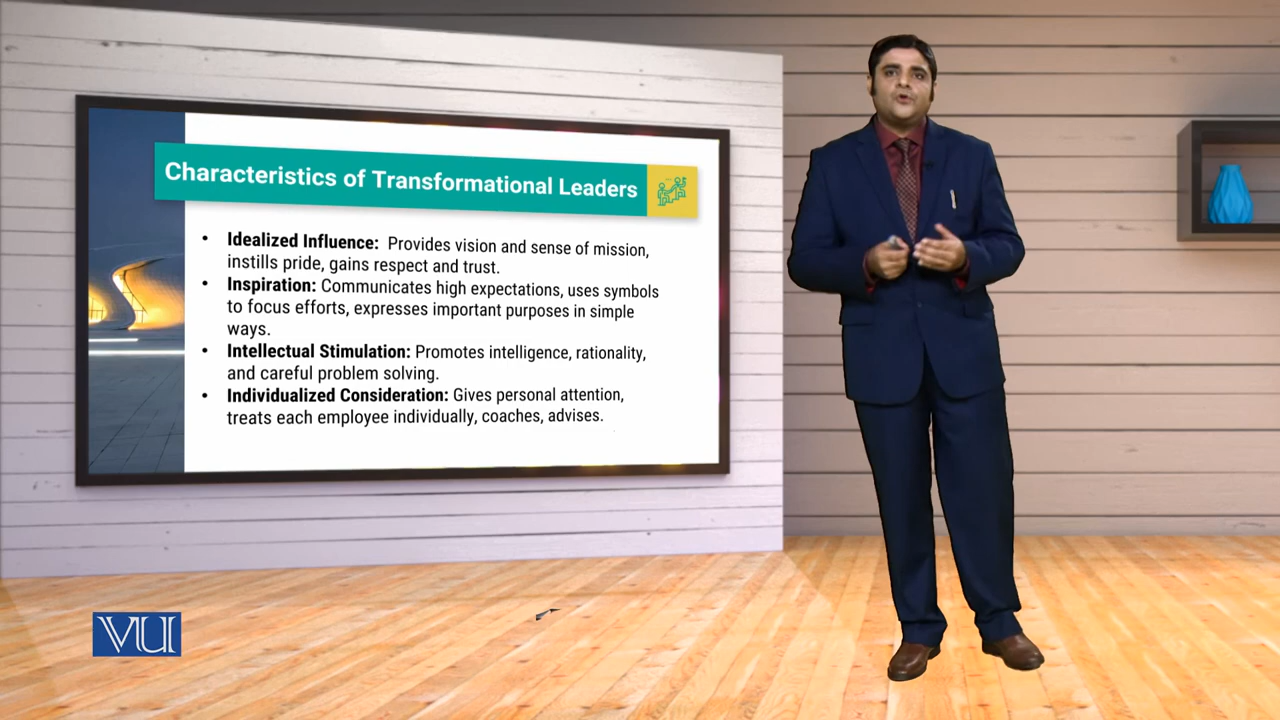 Characteristics of Transformational Leaders
• Idealized Influence: Provides vision and sense of mission,
instills pride, gains respect and trust.
• Inspiration: Communicates high expectations, uses symbols
to focus efforts, expresses important purposes in simple
ways.
• Intellectual Stimulation: Promotes intelligence, rationality,
and careful problem solving.
• Individualized Consideration: Gives personal attention,
treats each employee individually, coaches, advises.
VU